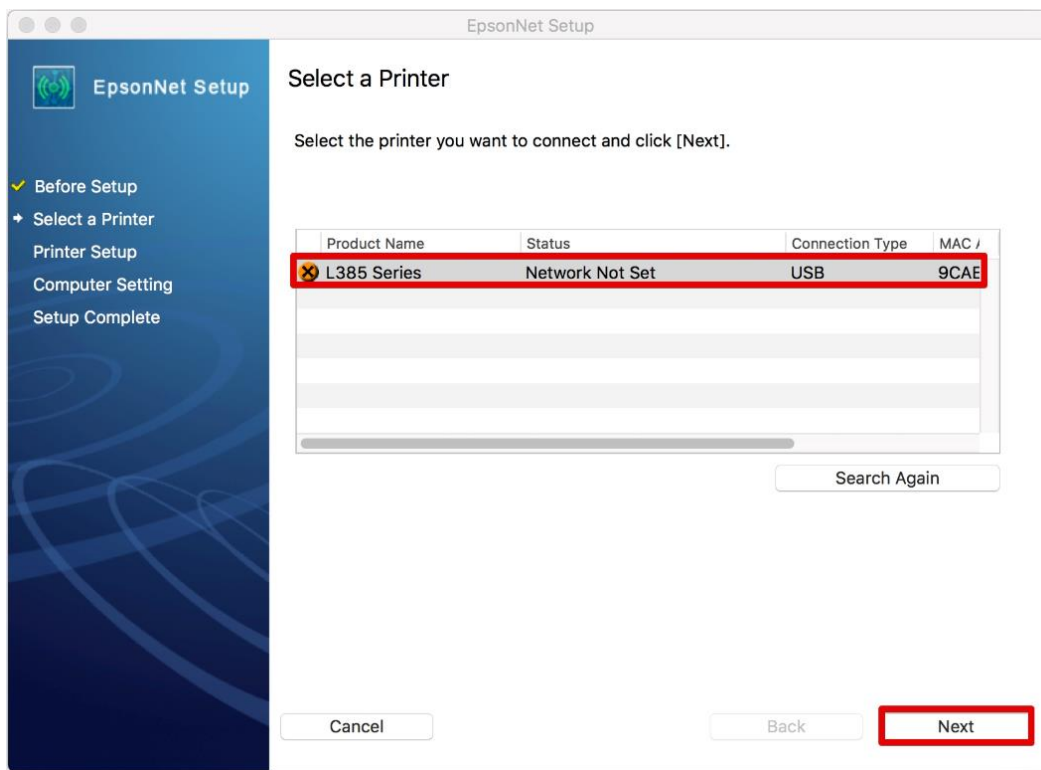 EpsonNet Setup
EpsonNet Setup
Before Setup
Select a Printer
Printer Setup
Computer Setting
Setup Complete
Select a Printer
Select the printer you want to connect and click [Next].
Product Name Status Connection Type MAC
L385 Series Network Not Set USB 9CAE
Search Again
Cancel Back Next